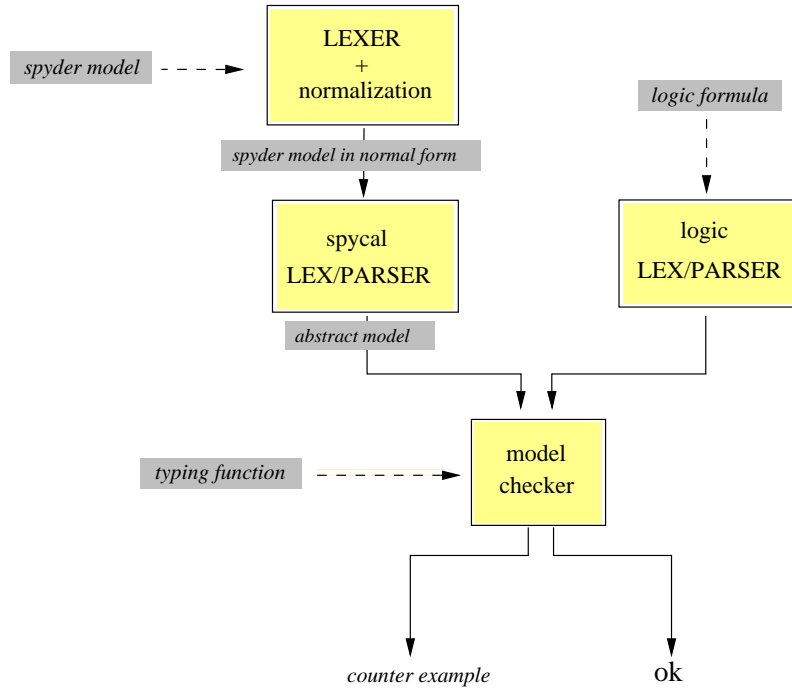 LEXER
+
normalization
spyder model
logic formula
spyder model in normal form
spycal
LEX/PARSER
logic
LEX/PARSER
abstract model
model
checker
typing function
counter example
ok